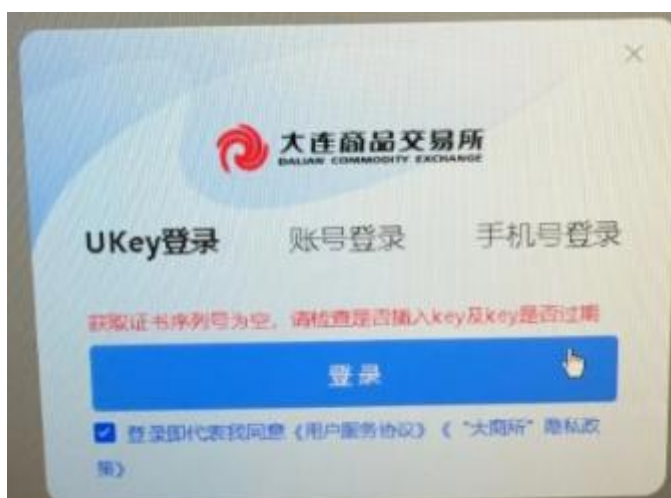 大连商品交易所
DALIAN COMMODITY EXCHANGE
UKey登录 账号登录 手机号登录
获取证书序列号为空，请检查是否插入key及key是否过期
登录
登录即代表我同意《用户服务协议》《“大商所”隐私政
策》